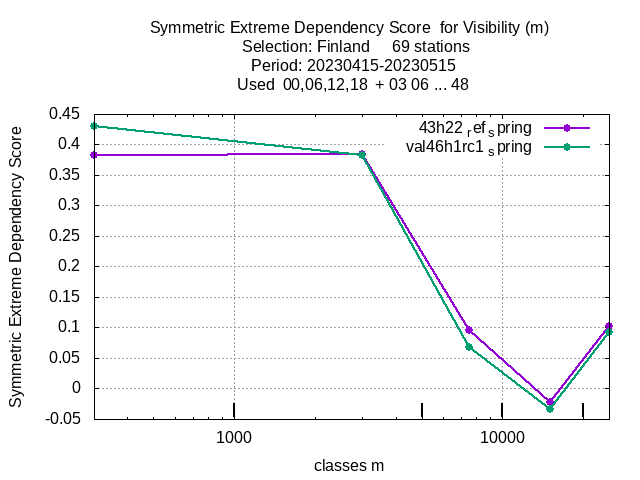 Symmetric Extreme Dependency Score  for Visibility (m)
Selection: Finland     69 stations
Period: 20230415-20230515
Used  00,06,12,18  + 03 06 ... 48
43h22 refspring
val46h1rc1 spring
Symmetric Extreme Dependency Score
0.45
0.4
0.35
0.3
0.25
0.2
0.15
0.1
0.05
0
-0.05
1000 10000
classes m